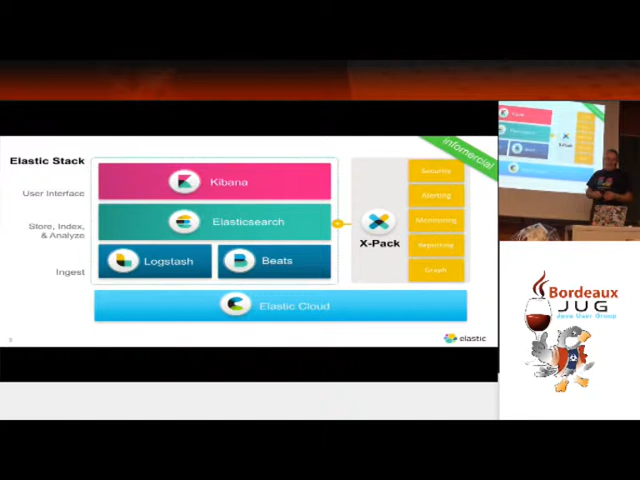 Infomercial
Elastic Stack
User Interface
Kibana
Store, Index,
& Analyze
Elasticsearch
Ingest
Logstash
Beats
X-Pack
Security
Alerting
Monitoring
Reporting
Graph
Elastic Cloud
elastic
Bordeaux
JUG
Java User Group